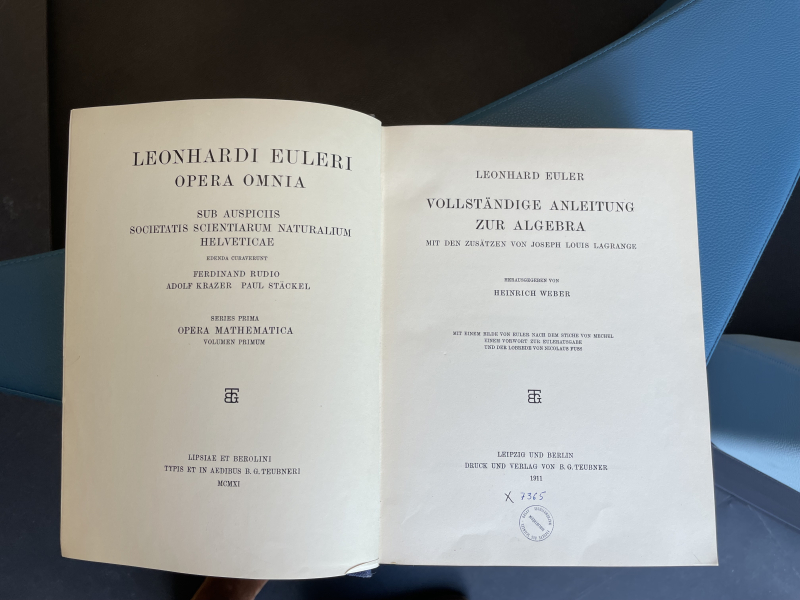 LEONHARDI EULERI
OPERA OMNIA
SUB AUSPICIIS
SOCIETATIS SCIENTIARUM NATURALIUM
HELVETICAE
EDENDA CURAVERUNT
FERDINAND RUDIO
ADOLF KRAZER PAUL STÄCKEL
SERIES PRIMA
OPERA MATHEMATICA
VOLUMEN PRIMUM
BTG
LIPSIAE ET BEROLINI
TYPIS ET IN AEDIBUS B. G. TEUBNERI
MCMXI
LEONHARD EULER
VOLLSTÄNDIGE ANLEITUNG
ZUR ALGEBRA
MIT DEN ZUSÄTZEN VON JOSEPH LOUIS LAGRANGE
HERAUSGEGEBEN VON
HEINRICH WEBER
MIT EINEM BILDE VON EULER NACH DEM STICHE VON MECHEL
EINEM VORWORT ZUR EULERAUSGABE
UND DER LOBREDE VON NICOLAUS FUSS
BTG
LEIPZIG UND BERLIN
DRUCK UND VERLAG VON B. G. TEUBNER
1911
X 7365